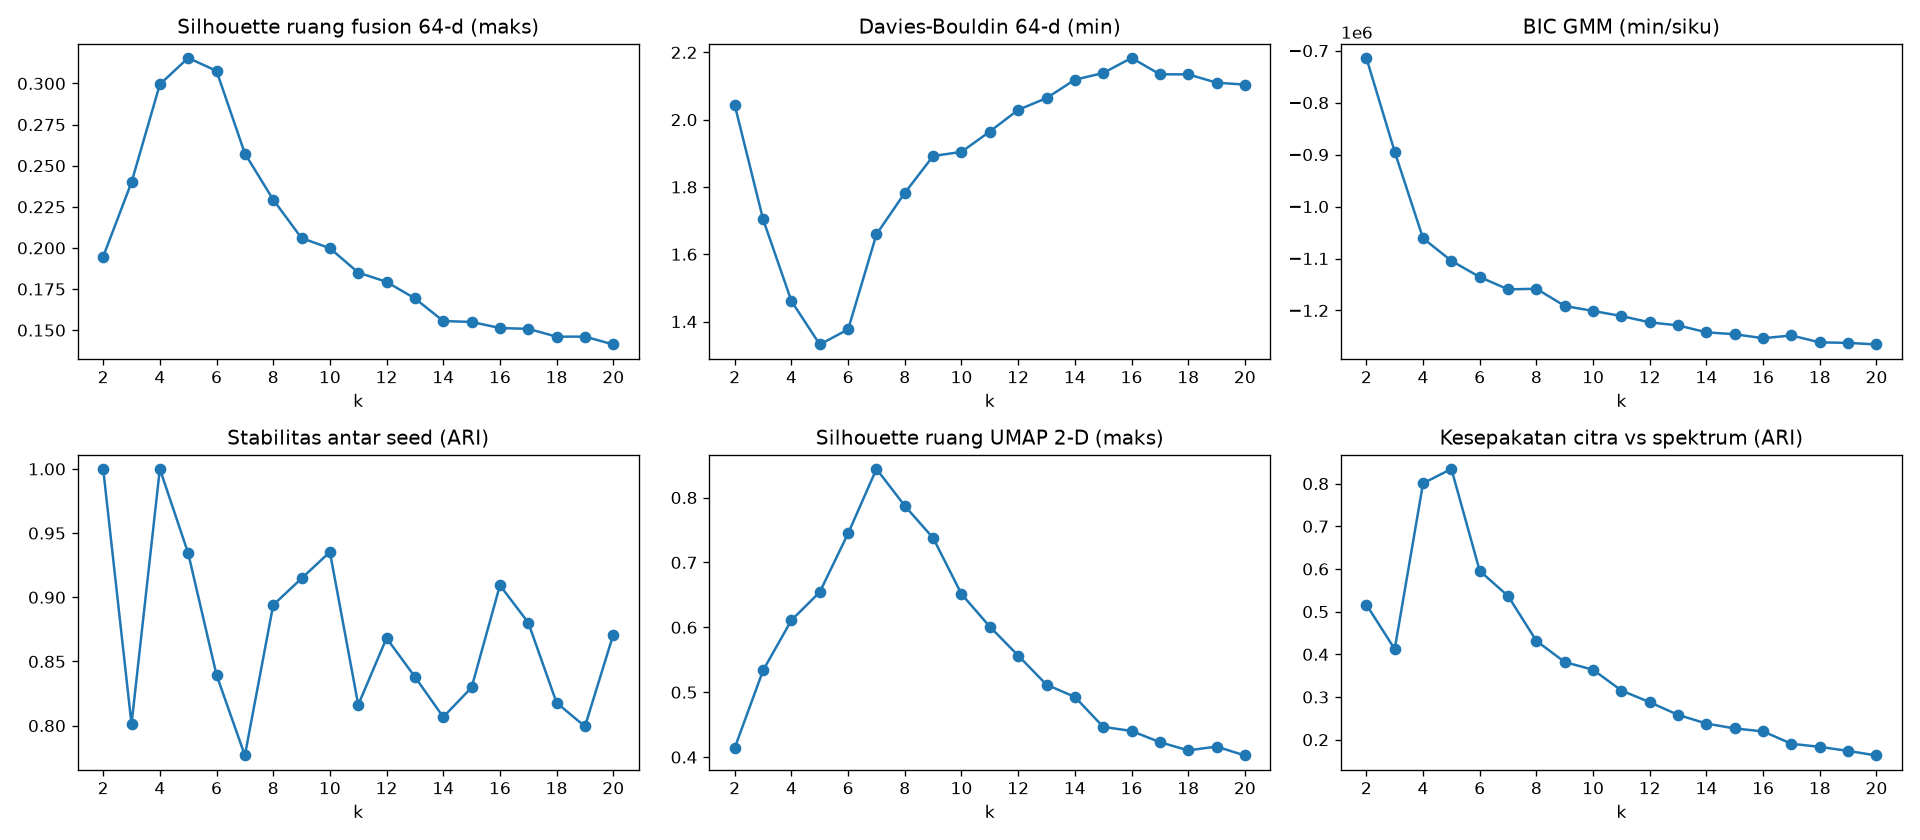 Silhouette ruang fusion 64-d (maks)
0.300
0.275
0.250
0.225
0.200
0.175
0.150
2 4 6 8 10 12 14 16 18 20
k
Davies-Bouldin 64-d (min)
2.2
2.0
1.8
1.6
1.4
2 4 6 8 10 12 14 16 18 20
k
BIC GMM (min/siku)
1e6
−0.7
−0.8
−0.9
−1.0
−1.1
−1.2
2 4 6 8 10 12 14 16 18 20
k
Stabilitas antar seed (ARI)
1.00
0.95
0.90
0.85
0.80
2 4 6 8 10 12 14 16 18 20
k
Silhouette ruang UMAP 2-D (maks)
0.8
0.7
0.6
0.5
0.4
2 4 6 8 10 12 14 16 18 20
k
Kesepakatan citra vs spektrum (ARI)
0.8
0.7
0.6
0.5
0.4
0.3
0.2
2 4 6 8 10 12 14 16 18 20
k